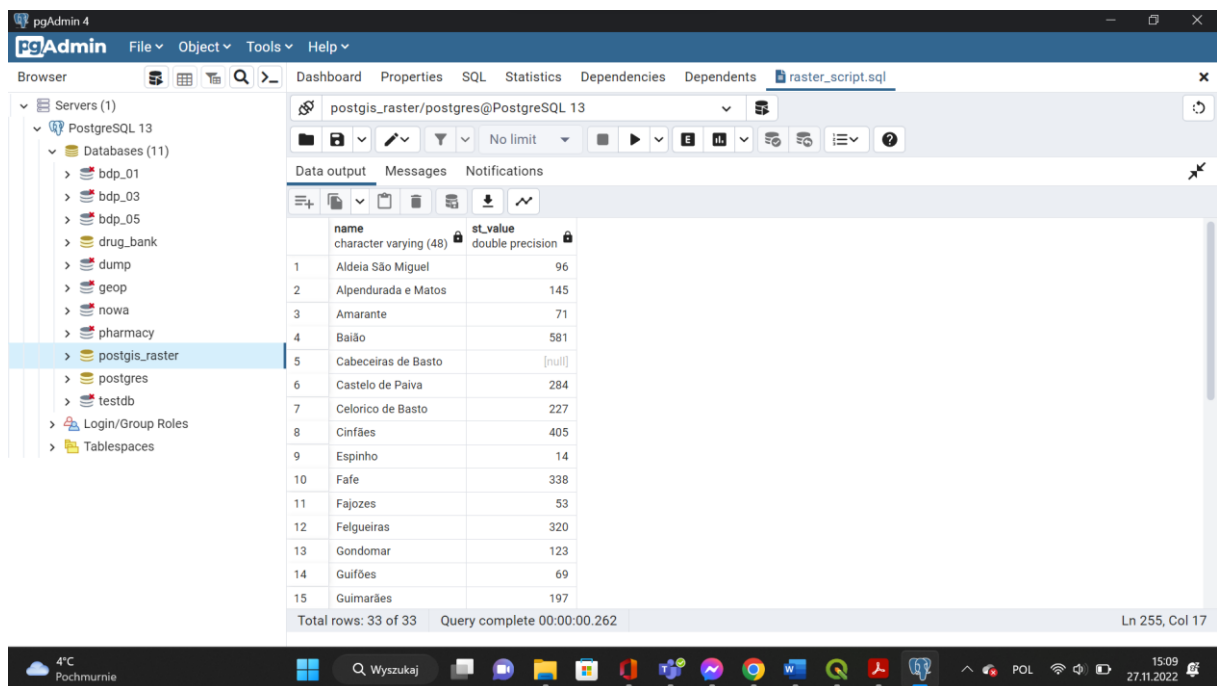 pgAdmin 4
pgAdmin File Object Tools Help
Browser
Dashboard Properties SQL Statistics Dependencies Dependents raster_script.sql
Servers (1)
PostgreSQL 13
Databases (11)
bdp_01
bdp_03
bdp_05
drug_bank
dump
geop
nowa
pharmacy
postgis_raster
postgres
testdb
Login/Group Roles
Tablespaces
postgis_raster/postgres@PostgreSQL 13
No limit
E
Data output Messages Notifications
name st_value
character varying (48) double precision
1 Aldeia São Miguel 96
2 Alpendurada e Matos 145
3 Amarante 71
4 Baião 581
5 Cabeceiras de Basto [null]
6 Castelo de Paiva 284
7 Celorico de Basto 227
8 Cinfães 405
9 Espinho 14
10 Fafe 338
11 Fajozes 53
12 Felgueiras 320
13 Gondomar 123
14 Guifões 69
15 Guimarães 197
Total rows: 33 of 33 Query complete 00:00:00.262 Ln 255, Col 17
4°C
Pochmurnie
Wyszukaj
POL
15:09
27.11.2022